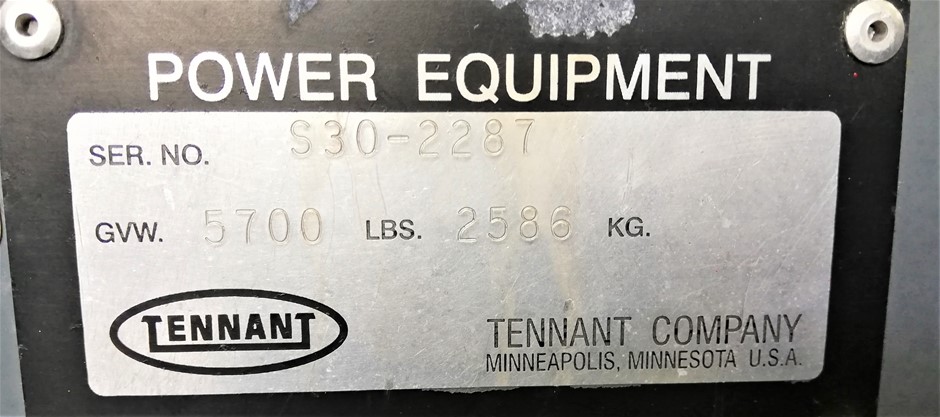 POWER EQUIPMENT
SER. NO. S30-2287
GVW. 5700 LBS. 2586 KG.
TENNANT
TENNANT COMPANY
MINNEAPOLIS, MINNESOTA U.S.A.